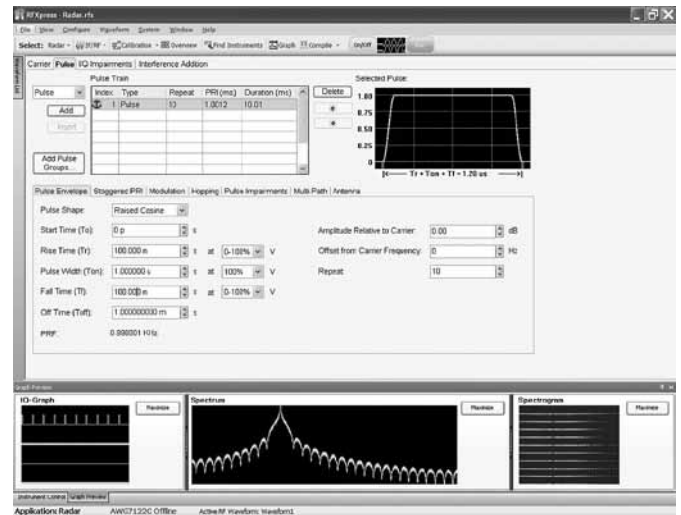 RFXpress - Radar.rfx
File View Configure Waveform System Window Help
Select: Radar IQ/IF/RF Calibration Overview Find Instruments Graph Compile On/Off
Waveform List
Carrier Pulse IQ Impairments Interference Addition
Pulse Train
Selected Pulse:
Pulse
Index Type Repeat PRI(ms) Duration (ms)
Delete
1 Pulse 10 1.0012 10.01
Add
Insert
Add Pulse
Groups...
1.00
0.75
0.50
0.25
0
Tr + Ton + Tf = 1.20 us
Pulse Envelope Staggered PRI Modulation Hopping Pulse Impairments Multi Path Antenna
Pulse Shape: Raised Cosine
Start Time (To): 0 p s
Amplitude Relative to Carrier: 0.00 dB
Rise Time (Tr): 100.000 n s at 0-100% V
Offset from Carrier Frequency: 0 Hz
Pulse Width (Ton): 1.000000 s at 100% V
Repeat: 10
Fall Time (Tf): 100.000 n s at 0-100% V
Off Time (Toff): 1.000000000 m s
PRF:
Graph Preview
IQ-Graph
Maximize
Spectrum
Maximize
Spectrogram
Maximize
Instrument Control Graph Preview
Application: Radar AWG7122C Offline Active RF Waveform: Waveform1